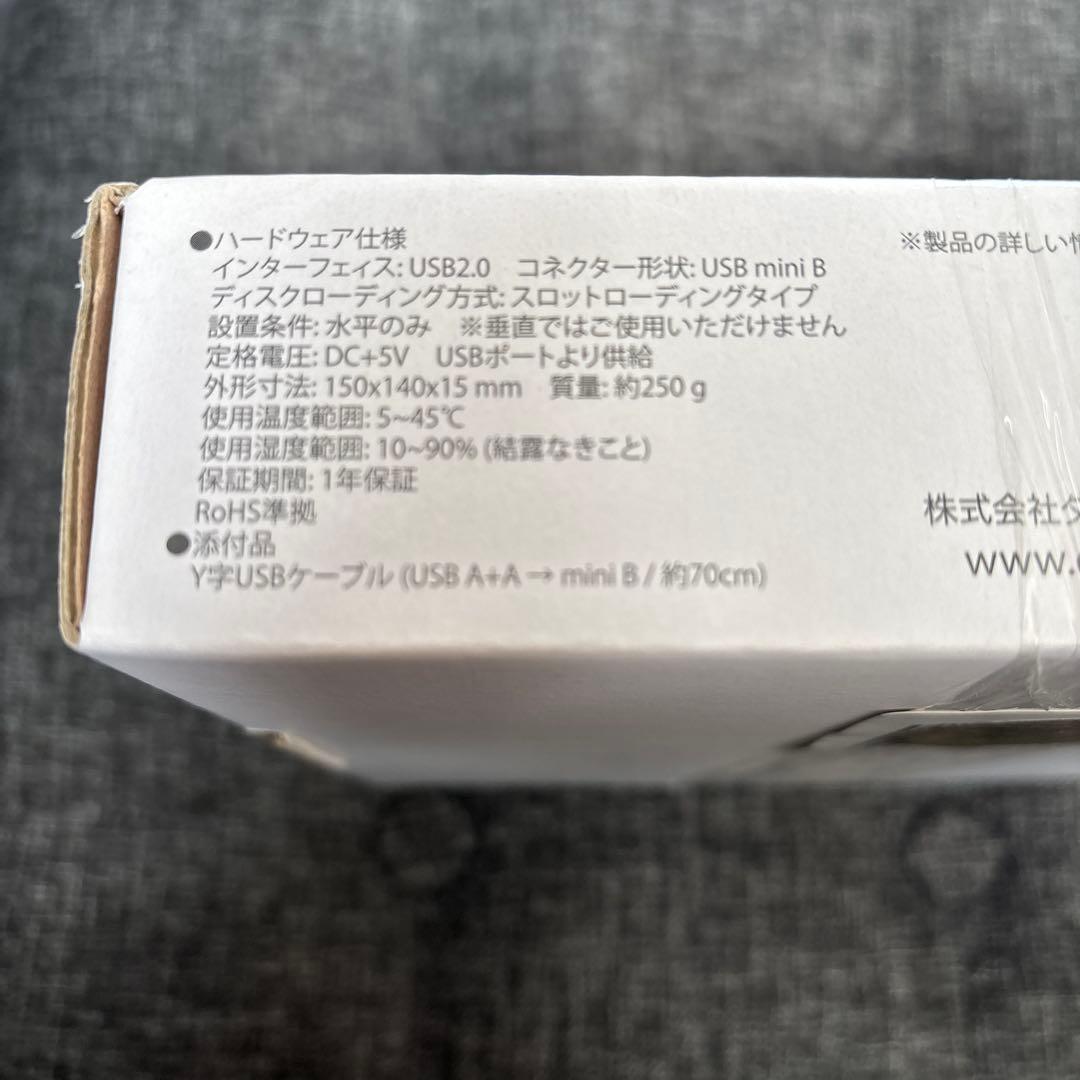 ●ハードウェア仕様
インターフェィス: USB2.0 コネクター形状: USB mini B
ディスクローディング方式: スロットローディングタイプ
設置条件: 水平のみ ※垂直ではご使用いただけません
定格電圧: DC+5V USBポートより供給
外形寸法: 150x140x15 mm 質量: 約250 g
使用温度範囲: 5~45℃
使用湿度範囲: 10~90% (結露なきこと)
保証期間: 1年保証
RoHS準拠
●添付品
Y字USBケーブル (USB A+A → mini B / 約70cm)
※製品の詳しい
株式会社
www.